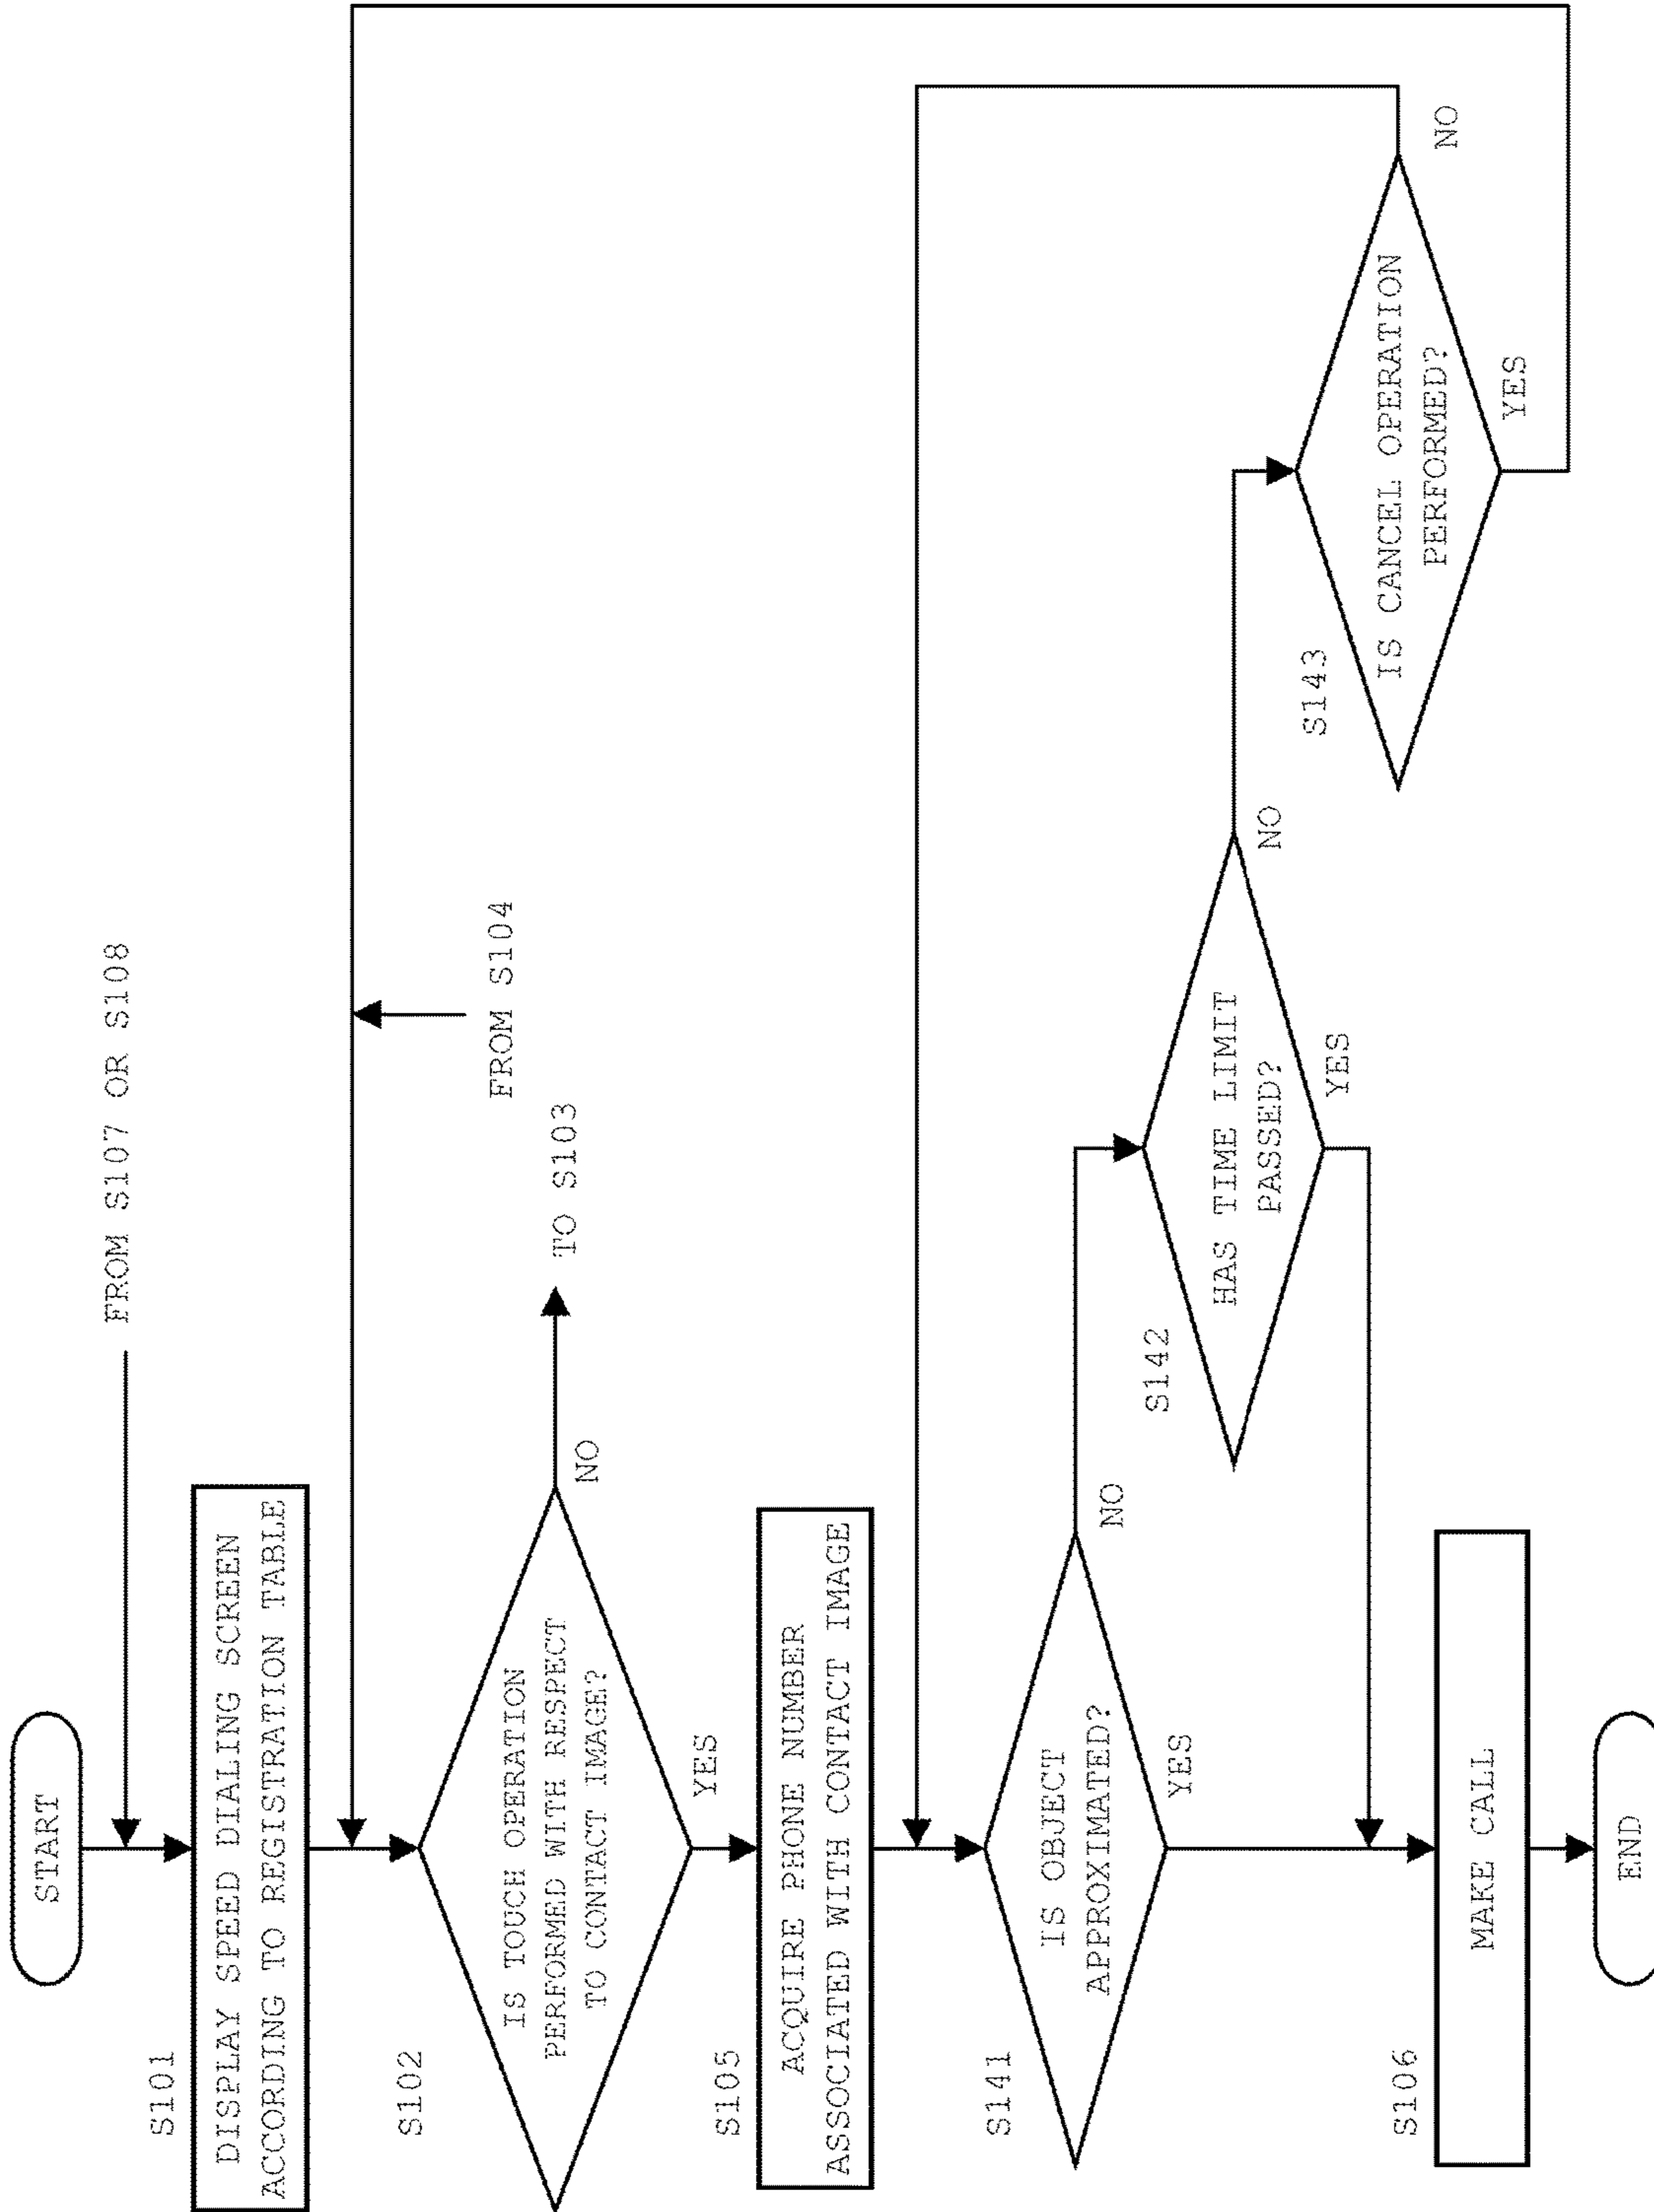 START
FROM S107 OR S108
S101
DISPLAY SPEED DIALING SCREEN
ACCORDING TO REGISTRATION TABLE
FROM S104
S102
IS TOUCH OPERATION
PERFORMED WITH RESPECT
TO CONTACT IMAGE?
NO
TO S103
YES
S105
ACQUIRE PHONE NUMBER
ASSOCIATED WITH CONTACT IMAGE
S141
IS OBJECT
APPROXIMATED?
NO
YES
S142
HAS TIME LIMIT
PASSED?
NO
YES
S143
IS CANCEL OPERATION
PERFORMED?
NO
YES
S106
MAKE CALL
END